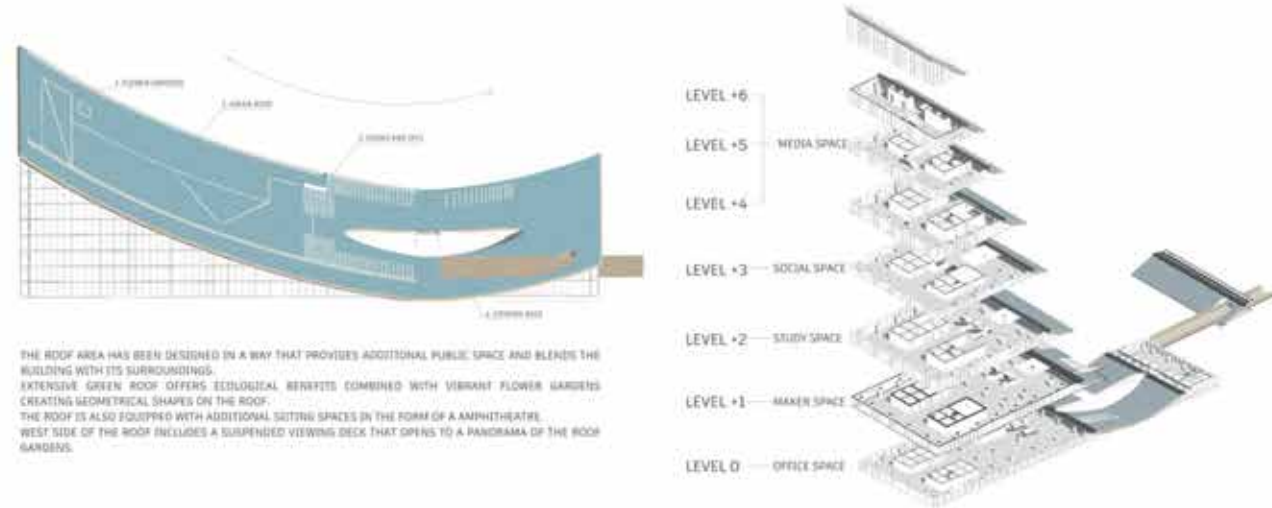 THE ROOF AREA HAS BEEN DESIGNED IN A WAY THAT PROVIDES ADDITIONAL PUBLIC SPACE AND BLENDS THE
BUILDING WITH ITS SURROUNDINGS.
EXTENSIVE GREEN ROOF OFFERS ECOLOGICAL BENEFITS COMBINED WITH VIBRANT FLOWER GARDENS
CREATING GEOMETRICAL SHAPES ON THE ROOF.
THE ROOF IS ALSO EQUIPPED WITH ADDITIONAL SEITING SPACES IN THE FORM OF A AMPHITHEATRE.
WEST SIDE OF THE ROOF INCLUDES A SUSPENDED VIEWING DECK THAT OPENS TO A PANORAMA OF THE ROOF
GARDENS.
LEVEL +6
LEVEL +5
MEDIA SPACE
LEVEL +4
LEVEL +3 SOCIAL SPACE
LEVEL +2 STUDY SPACE
LEVEL +1 MAKER SPACE
LEVEL 0 OFFICE SPACE